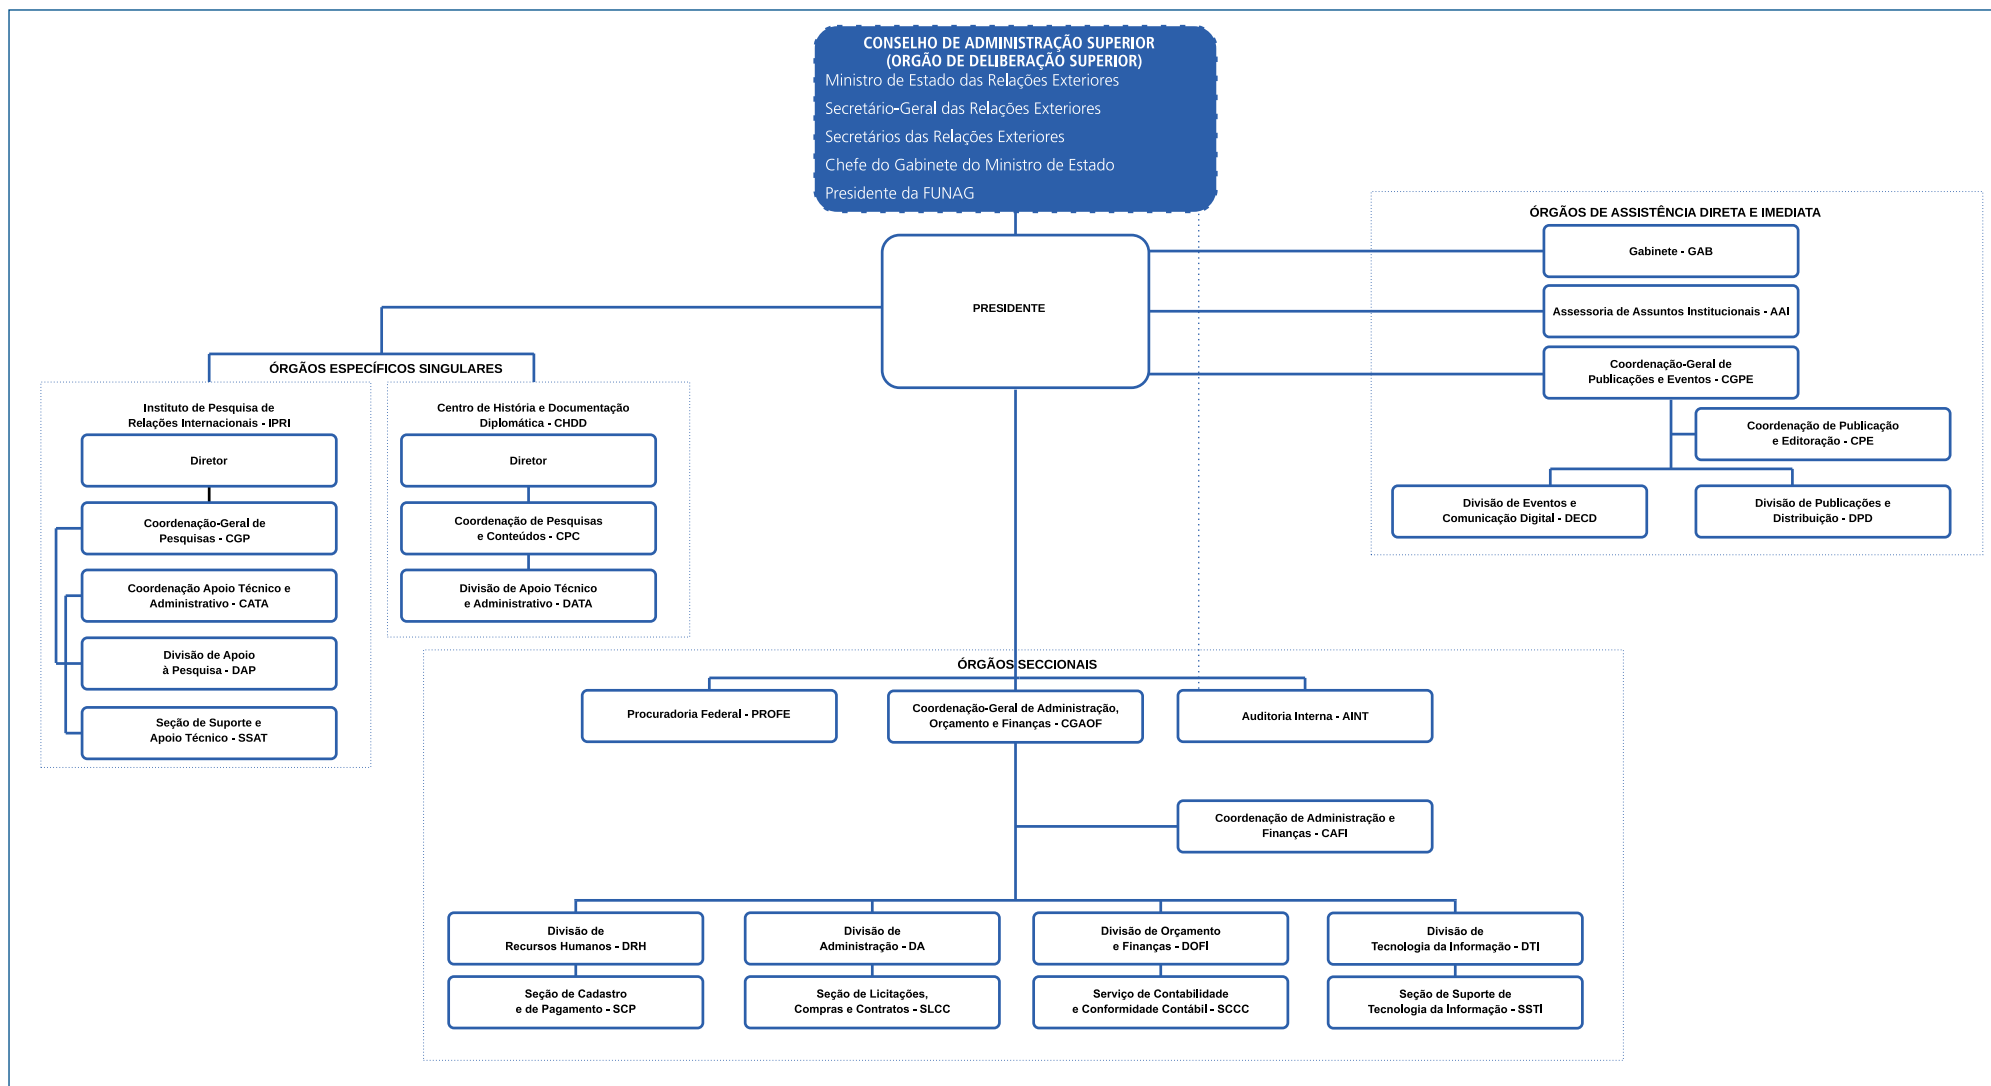 CONSELHO DE ADMINISTRAÇÃO SUPERIOR
(ORGÃO DE DELIBERAÇÃO SUPERIOR)
Ministro de Estado das Relações Exteriores
Secretário-Geral das Relações Exteriores
Secretários das Relações Exteriores
Chefe do Gabinete do Ministro de Estado
Presidente da FUNAG
PRESIDENTE
ÓRGÃOS DE ASSISTÊNCIA DIRETA E IMEDIATA
Gabinete - GAB
Assessoria de Assuntos Institucionais - AAI
Coordenação-Geral de
Publicações e Eventos - CGPE
Coordenação de Publicação
e Editoração - CPE
Divisão de Eventos e
Comunicação Digital - DECD
Divisão de Publicações e
Distribuição - DPD
ÓRGÃOS ESPECÍFICOS SINGULARES
Instituto de Pesquisa de
Relações Internacionais - IPRI
Diretor
Coordenação-Geral de
Pesquisas - CGP
Coordenação Apoio Técnico e
Administrativo - CATA
Divisão de Apoio
à Pesquisa - DAP
Seção de Suporte e
Apoio Técnico - SSAT
Centro de História e Documentação
Diplomática - CHDD
Diretor
Coordenação de Pesquisas
e Conteúdos - CPC
Divisão de Apoio Técnico
e Administrativo - DATA
ÓRGÃOS SECCIONAIS
Procuradoria Federal - PROFE
Coordenação-Geral de Administração,
Orçamento e Finanças - CGAOF
Auditoria Interna - AINT
Coordenação de Administração e
Finanças - CAFI
Divisão de
Recursos Humanos - DRH
Divisão de
Administração - DA
Divisão de Orçamento
e Finanças - DOFI
Divisão de
Tecnologia da Informação - DTI
Seção de Cadastro
e de Pagamento - SCP
Seção de Licitações,
Compras e Contratos - SLCC
Serviço de Contabilidade
e Conformidade Contábil - SCCC
Seção de Suporte de
Tecnologia da Informação - SSTI